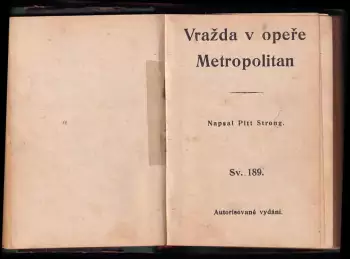 Vražda v opeře
Metropolitan
Napsal Pitt Strong.
Sv. 189.
Autorisované vydání.